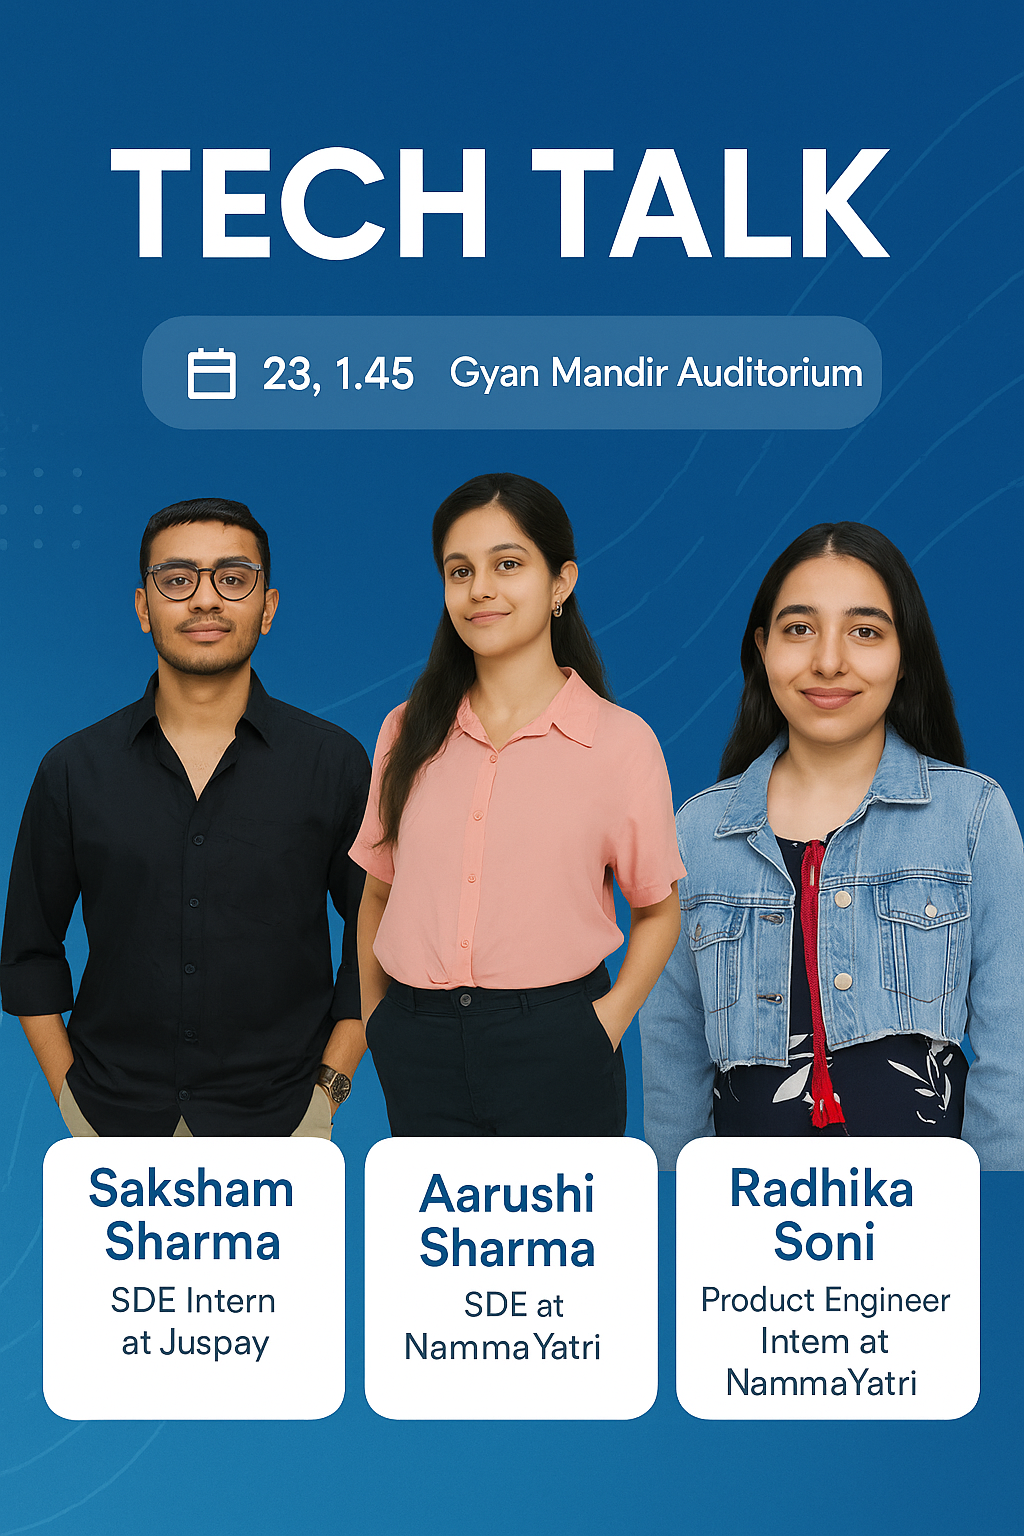 TECH TALK
23, 1.45 Gyan Mandir Auditorium
Saksham
Sharma
SDE Intern
at Juspay
Aarushi
Sharma
SDE at
NammaYatri
Radhika
Soni
Product Engineer
Intem at
NammaYatri